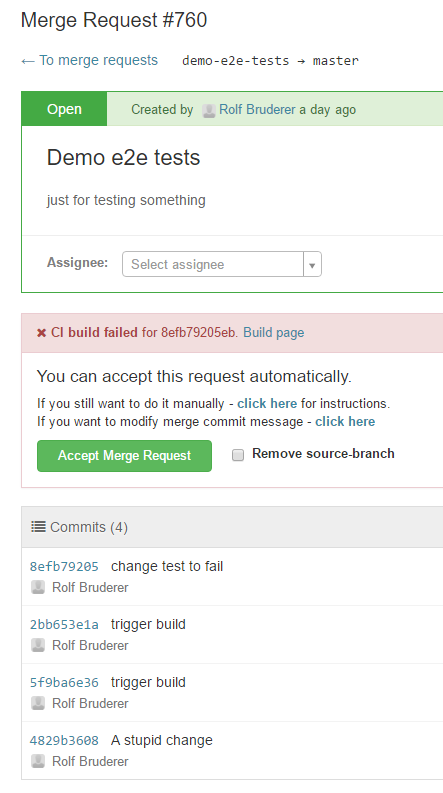 Merge Request #760
← To merge requests demo-e2e-tests → master
Open Created by Rolf Bruderer a day ago
Demo e2e tests
just for testing something
Assignee: Select assignee
✖ CI build failed for 8efb79205eb. Build page
You can accept this request automatically.
If you still want to do it manually - click here for instructions.
If you want to modify merge commit message - click here
Accept Merge Request Remove source-branch
Commits (4)
8efb79205 change test to fail
Rolf Bruderer
2bb653e1a trigger build
Rolf Bruderer
5f9ba6e36 trigger build
Rolf Bruderer
4829b3608 A stupid change
Rolf Bruderer